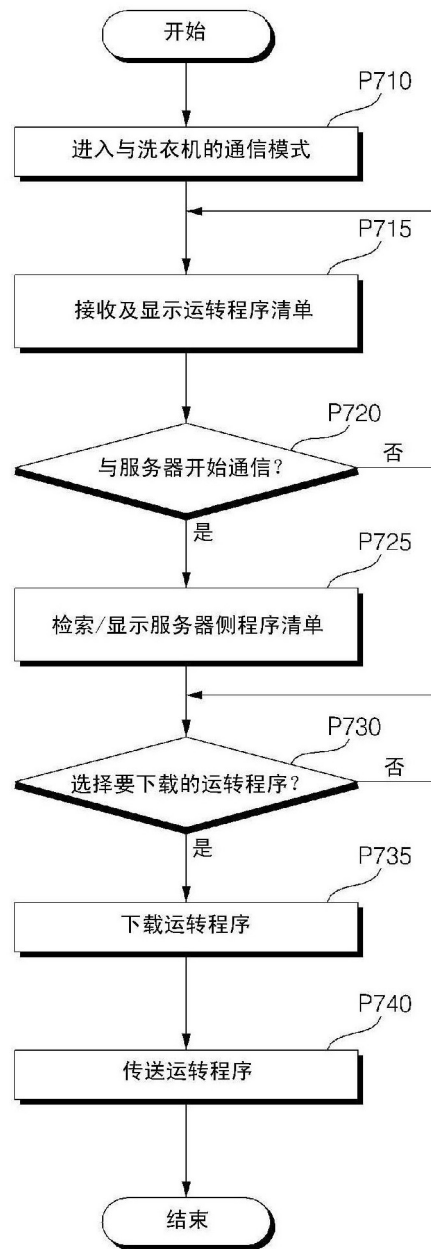 开始
P710
进入与洗衣机的通信模式
P715
接收及显示运转程序清单
P720
与服务器开始通信?
否
是
P725
检索/显示服务器侧程序清单
P730
选择要下载的运转程序?
否
是
P735
下载运转程序
P740
传送运转程序
结束